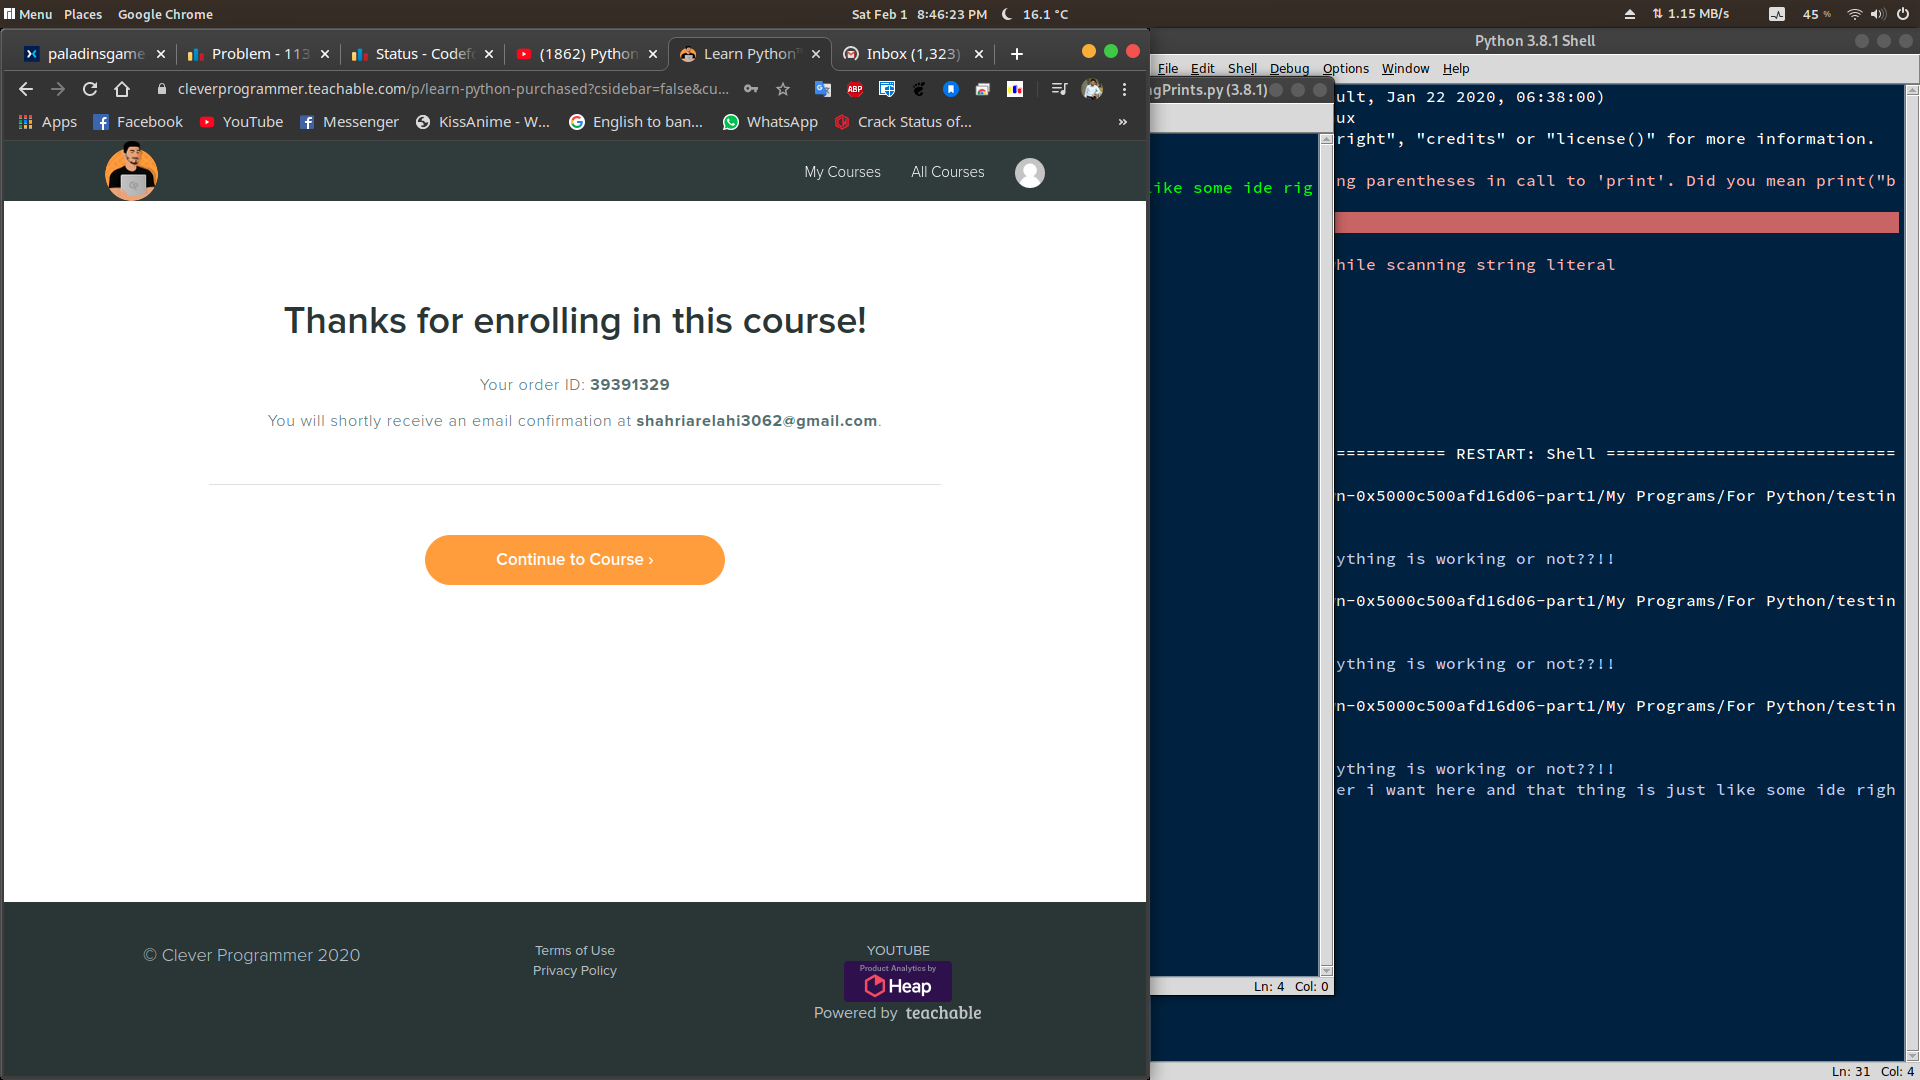 Menu Places Google Chrome Sat Feb 1 8:46:23 PM 16.1 °C 1.15 MB/s 45 %
paladinsgame Problem - 113 Status - Codefo (1862) Python Learn Python Inbox (1,323)
cleverprogrammer.teachable.com/p/learn-python-purchased?csidebar=false&cu...
Apps Facebook YouTube Messenger KissAnime - W... English to ban... WhatsApp Crack Status of... »
My Courses All Courses
Thanks for enrolling in this course!
Your order ID: 39391329
You will shortly receive an email confirmation at shahriarelahi3062@gmail.com.
Continue to Course ›
© Clever Programmer 2020
Terms of Use
Privacy Policy
YOUTUBE
Product Analytics by
Heap
Powered by teachable
gPrints.py (3.8.1)
like some ide rig
Ln: 4 Col: 0
Python 3.8.1 Shell
File Edit Shell Debug Options Window Help
ult, Jan 22 2020, 06:38:00)
ux
right", "credits" or "license()" for more information.
ng parentheses in call to 'print'. Did you mean print("b
hile scanning string literal
=========== RESTART: Shell =============================
n-0x5000c500afd16d06-part1/My Programs/For Python/testin
ything is working or not??!!
n-0x5000c500afd16d06-part1/My Programs/For Python/testin
ything is working or not??!!
n-0x5000c500afd16d06-part1/My Programs/For Python/testin
ything is working or not??!!
er i want here and that thing is just like some ide righ
Ln: 31 Col: 4